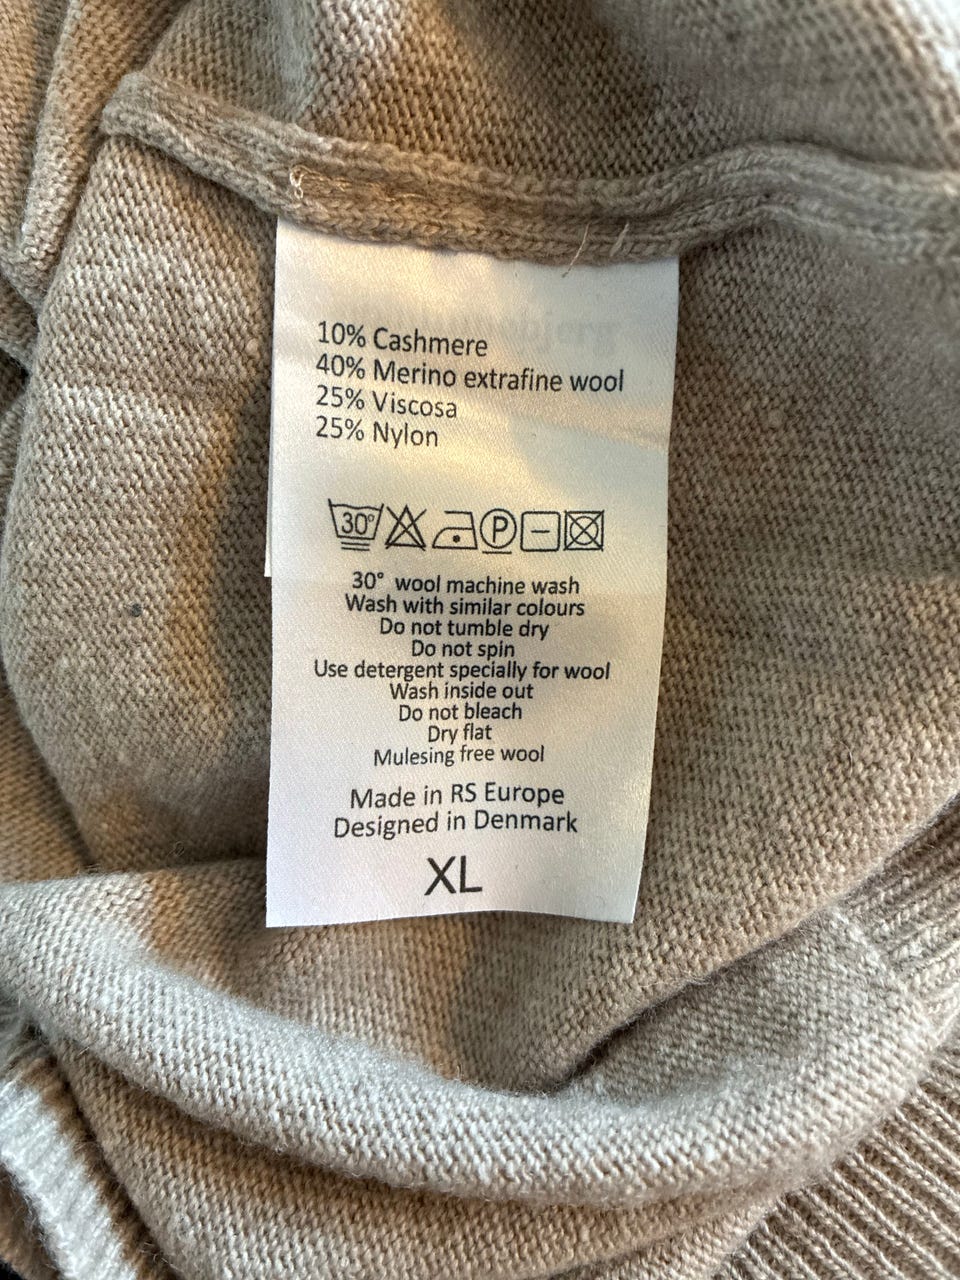 10% Cashmere
40% Merino extrafine wool
25% Viscosa
25% Nylon
30° P
30° wool machine wash
Wash with similar colours
Do not tumble dry
Do not spin
Use detergent specially for wool
Wash inside out
Do not bleach
Dry flat
Mulesing free wool
Made in RS Europe
Designed in Denmark
XL